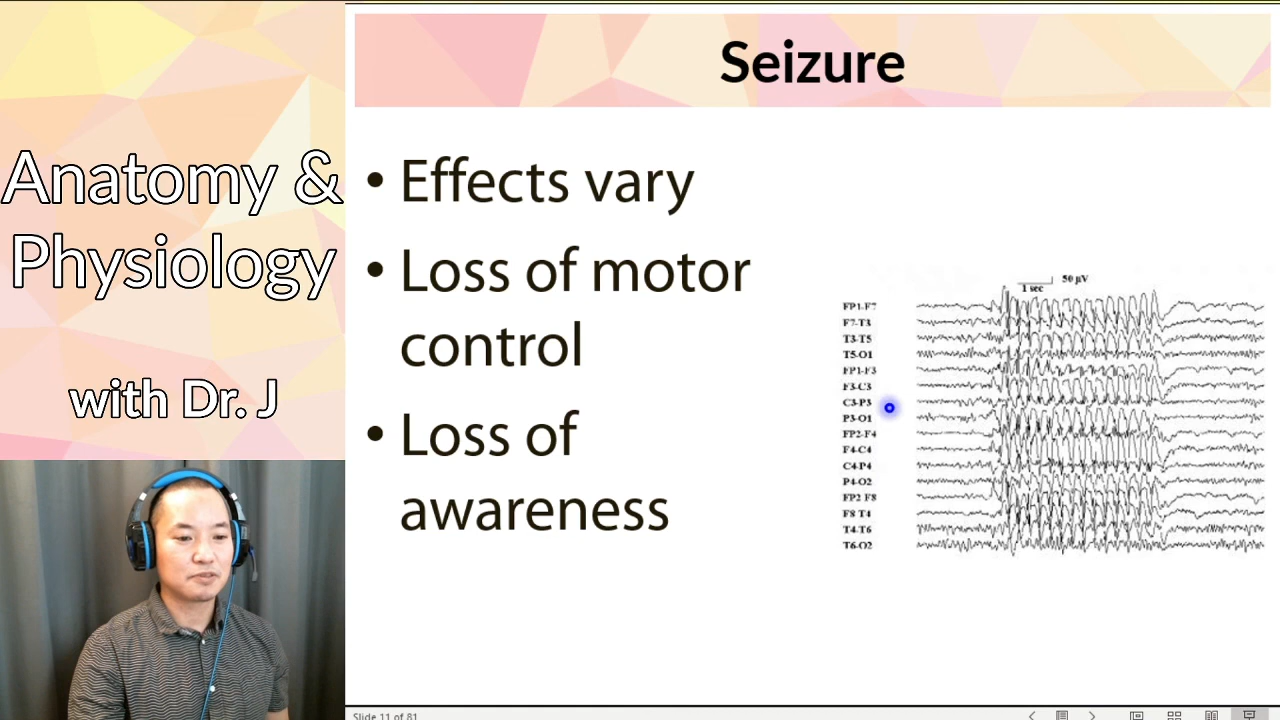 Anatomy &
Physiology
with Dr. J
Seizure
• Effects vary
• Loss of motor
control
• Loss of
awareness
1 sec
50 µV
FP1-F7
F7-T3
T3-T5
T5-O1
FP1-F3
F3-C3
C3-P3
P3-O1
FP2-F4
F4-C4
C4-P4
P4-O2
FP2 F8
F8 T4
T4-T6
T6-O2
Slide 11 of 81